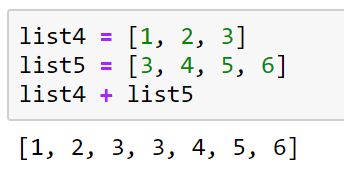 list4 = [1, 2, 3]
list5 = [3, 4, 5, 6]
list4 + list5
[1, 2, 3, 3, 4, 5, 6]